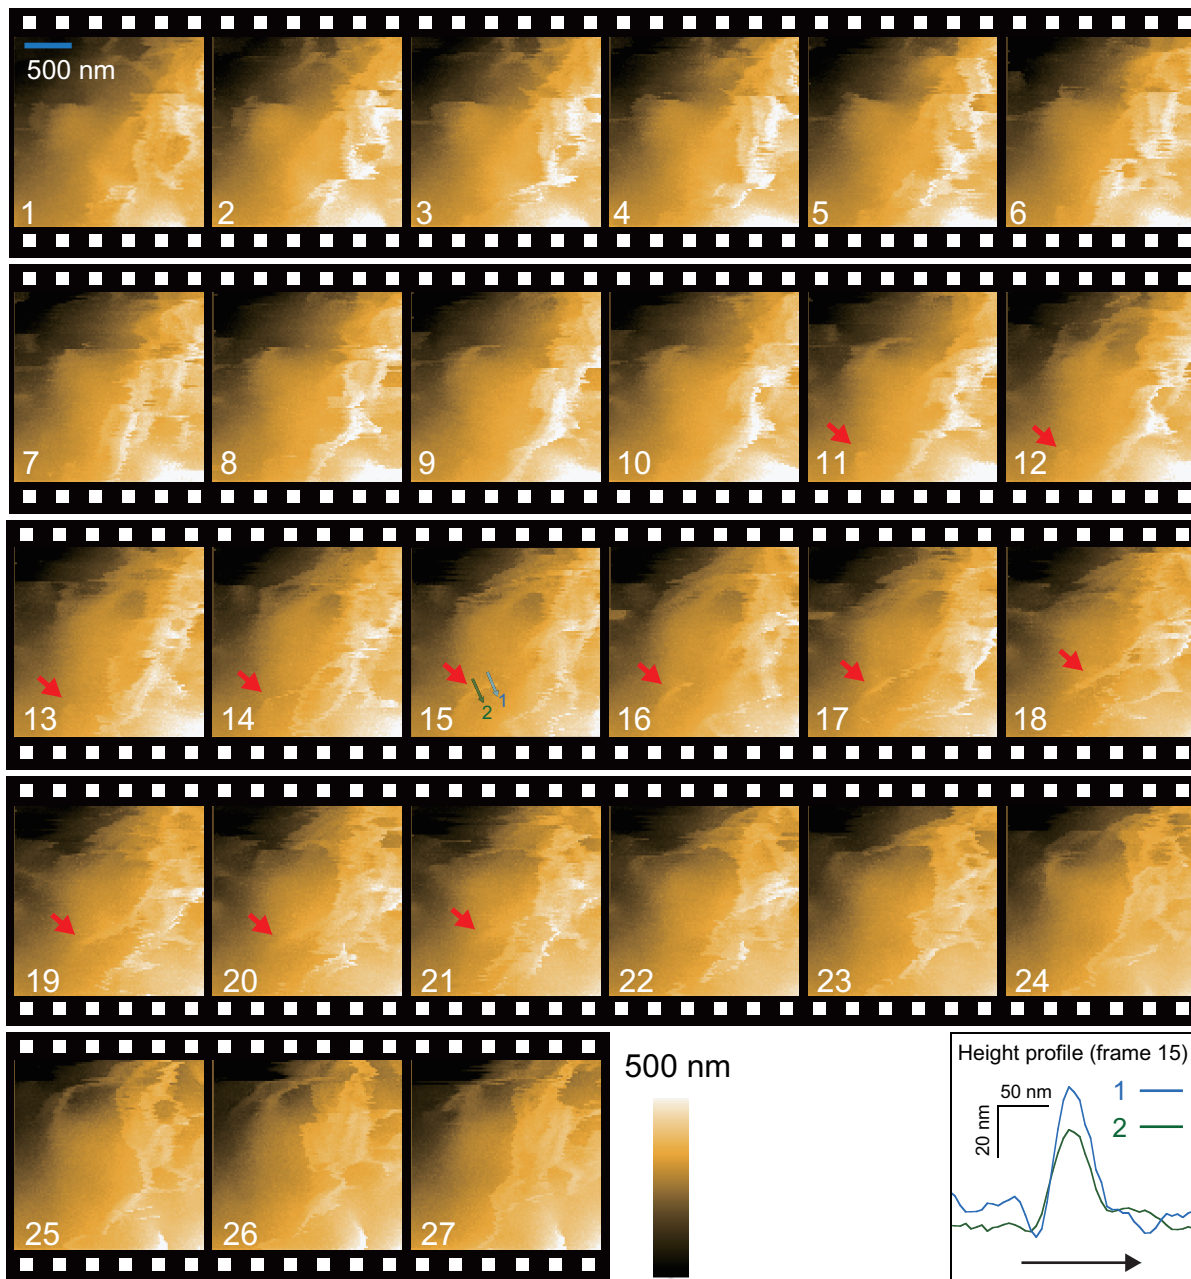 500 nm
1 2 3 4 5 6
7 8 9 10 11 12
13 14 15 16 17 18
1
2
19 20 21 22 23 24
25 26 27
500 nm
Height profile (frame 15)
50 nm
20 nm
1
2